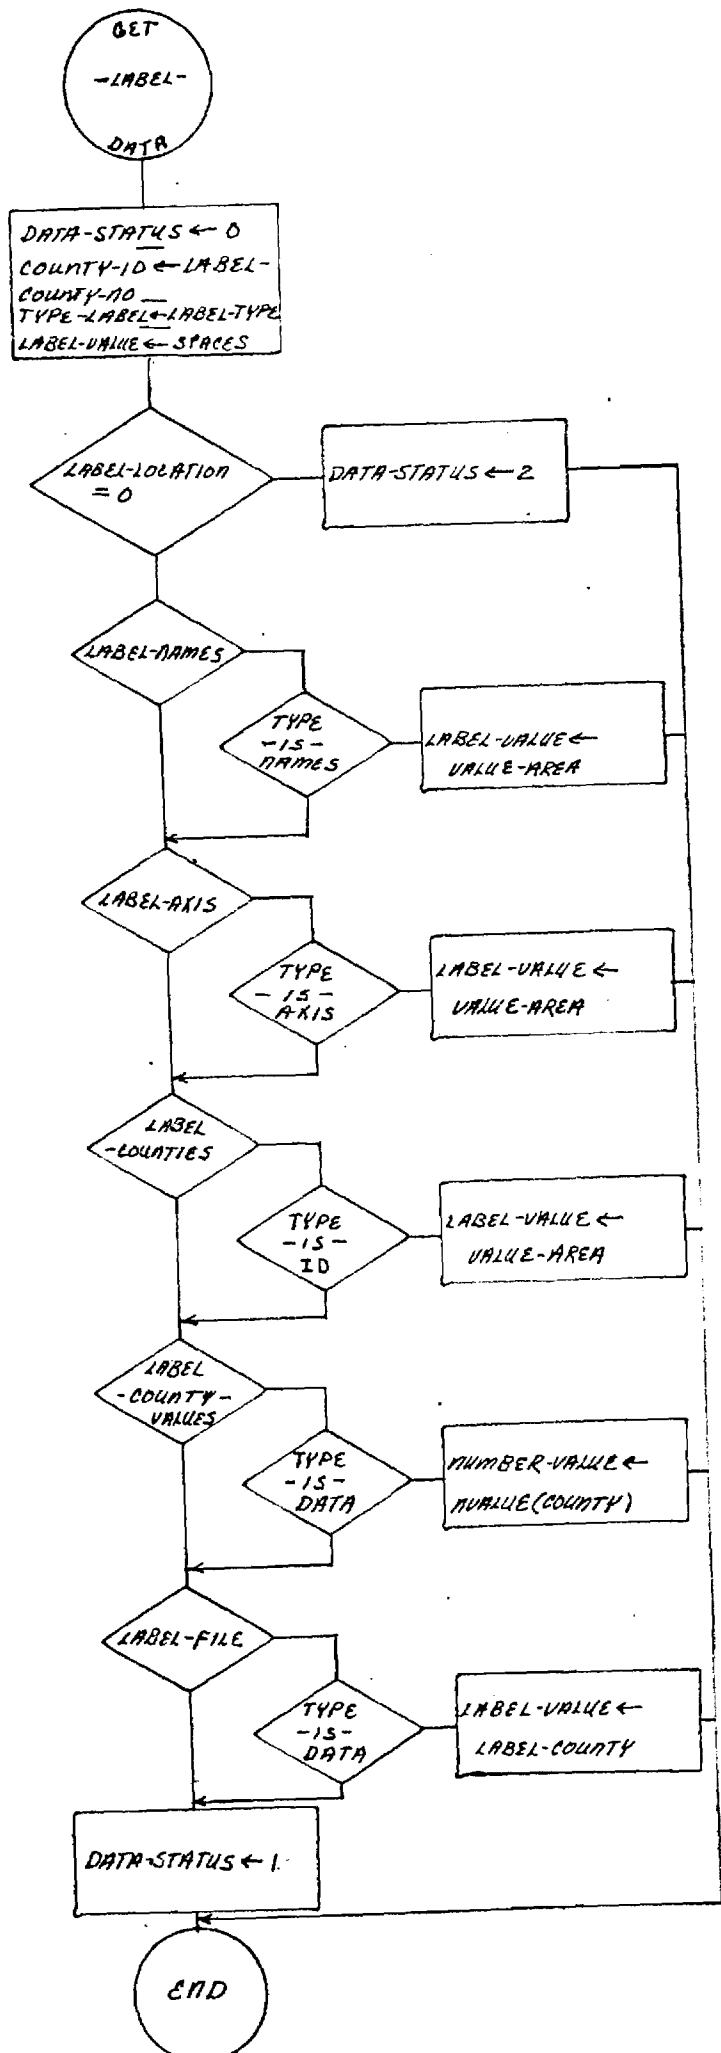 GET
-LABEL-
DATA
DATA-STATUS ← 0
COUNTY-ID ← LABEL-
COUNTY-NO
TYPE-LABEL ← LABEL-TYPE
LABEL-VALUE ← SPACES
LABEL-LOCATION
= 0
DATA-STATUS ← 2
LABEL-NAMES
TYPE
-IS-
NAMES
LABEL-VALUE ←
VALUE-AREA
LABEL-AXIS
TYPE
-IS-
AXIS
LABEL-VALUE ←
VALUE-AREA
LABEL
-COUNTIES
TYPE
-IS-
ID
LABEL-VALUE ←
VALUE-AREA
LABEL
-COUNTY-
VALUES
TYPE
-IS-
DATA
NUMBER-VALUE ←
NVALUE(COUNTY)
LABEL-FILE
TYPE
-IS-
DATA
LABEL-VALUE ←
LABEL-COUNTY
DATA-STATUS ← 1
END